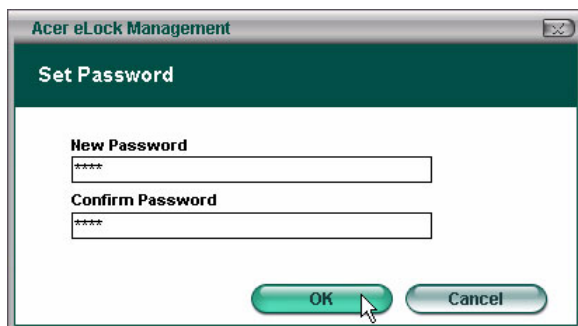 Acer eLock Management
Set Password
New Password
****
Confirm Password
****
OK Cancel